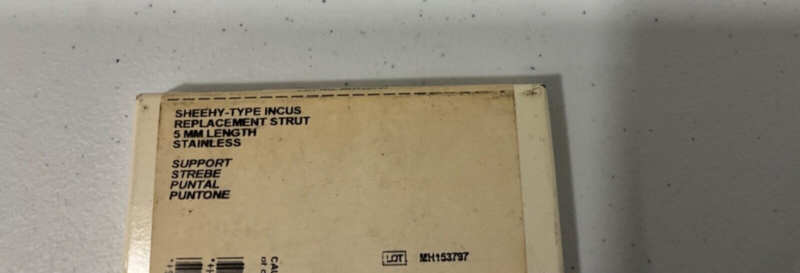 SHEEHY-TYPE INCUS
REPLACEMENT STRUT
5 MM LENGTH
STAINLESS
SUPPORT
STREBE
PUNTAL
PUNTONE
LOT MH153797